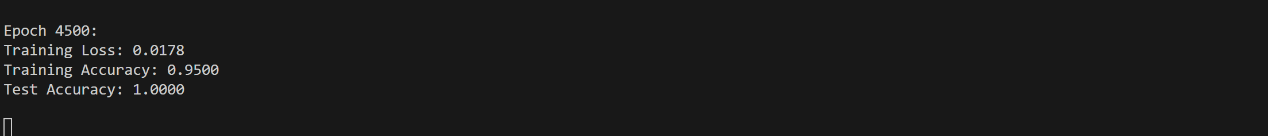 Epoch 4500:
Training Loss: 0.0178
Training Accuracy: 0.9500
Test Accuracy: 1.0000